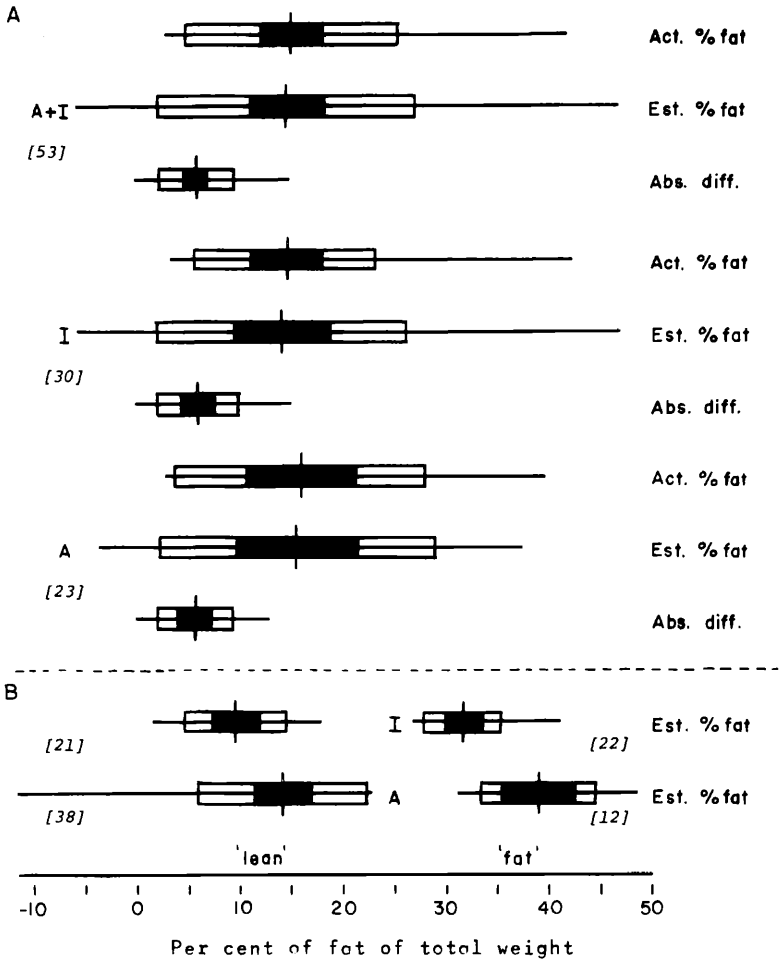 A
Act. % fat
A+I
Est. % fat
[53]
Abs. diff.
Act. % fat
I
Est. % fat
[30]
Abs. diff.
Act. % fat
A
Est. % fat
[23]
Abs. diff.
B
I
Est. % fat
[21]
[22]
A
Est. % fat
[38]
[12]
'lean'
'fat'
-10 0 10 20 30 40 50
Per cent of fat of total weight